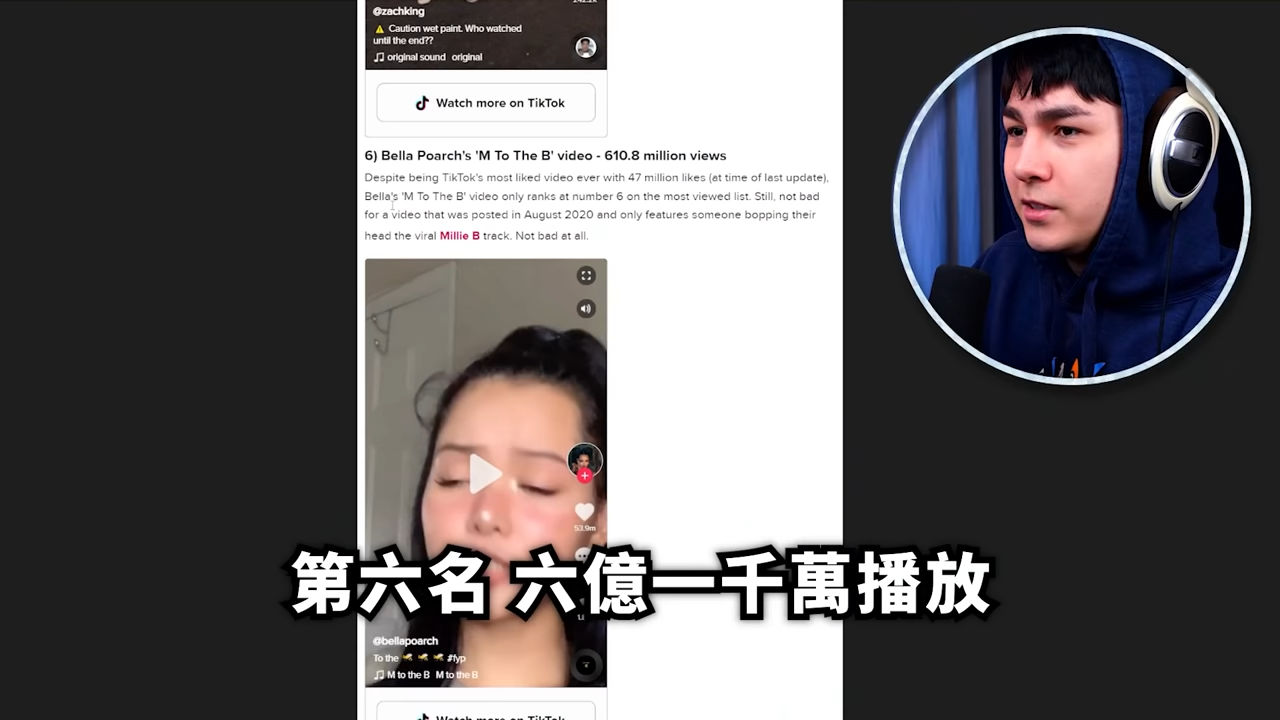 @zachking
⚠️ Caution wet paint. Who watched
until the end??
original sound original
Watch more on TikTok
6) Bella Poarch's 'M To The B' video - 610.8 million views
Despite being TikTok's most liked video ever with 47 million likes (at time of last update),
Bella's 'M To The B' video only ranks at number 6 on the most viewed list. Still, not bad
for a video that was posted in August 2020 and only features someone bopping their
head the viral Millie B track. Not bad at all.
53.9m
第六名 六億一千萬播放
@bellapoarch
To the 🐝 🐝 🐝 #fyp
M to the B M to the B
Watch more on TikTok